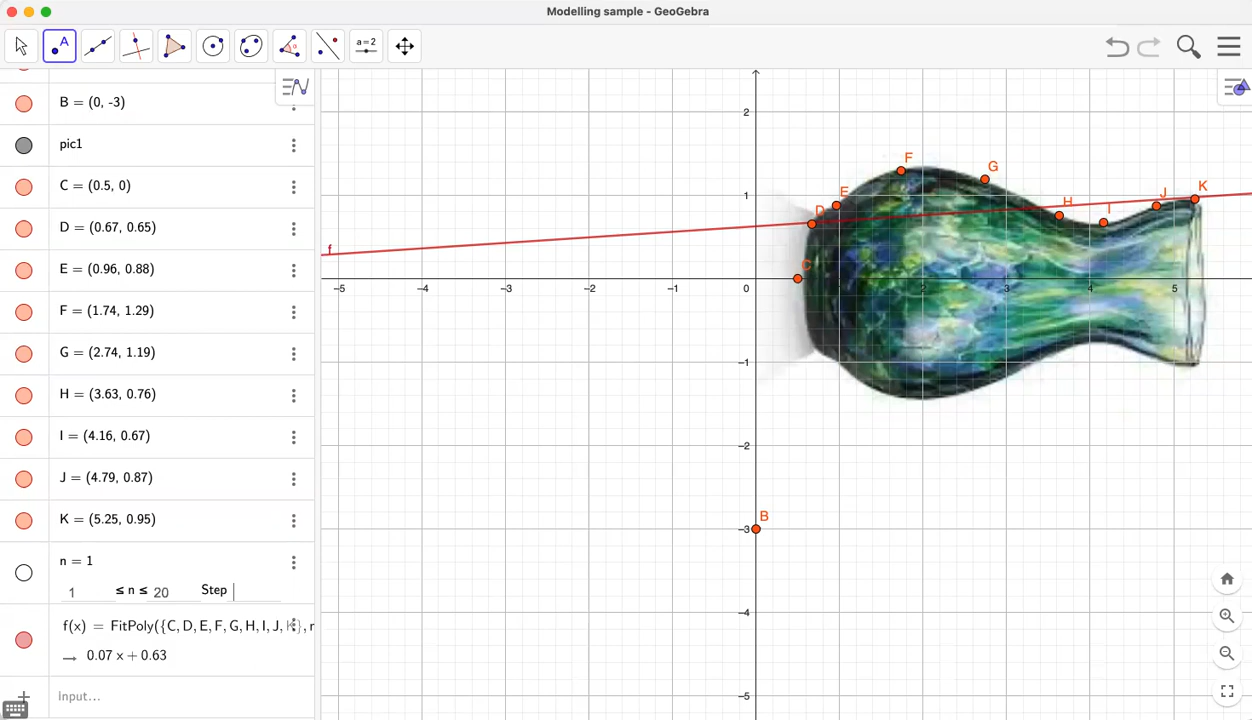 Modelling sample - GeoGebra
A
a=2
B = (0, -3)
pic1
C = (0.5, 0)
D = (0.67, 0.65)
E = (0.96, 0.88)
F = (1.74, 1.29)
G = (2.74, 1.19)
H = (3.63, 0.76)
I = (4.16, 0.67)
J = (4.79, 0.87)
K = (5.25, 0.95)
n = 1
1 ≤ n ≤ 20 Step
f(x) = FitPoly({C, D, E, F, G, H, I, J, K}, n
→ 0.07 x + 0.63
Input...
2
F
G
1
E
K
J
H
I
D
f
C
-5 -4 -3 -2 -1 0 2 3 4 5
-1
-2
B
-3
-4
-5